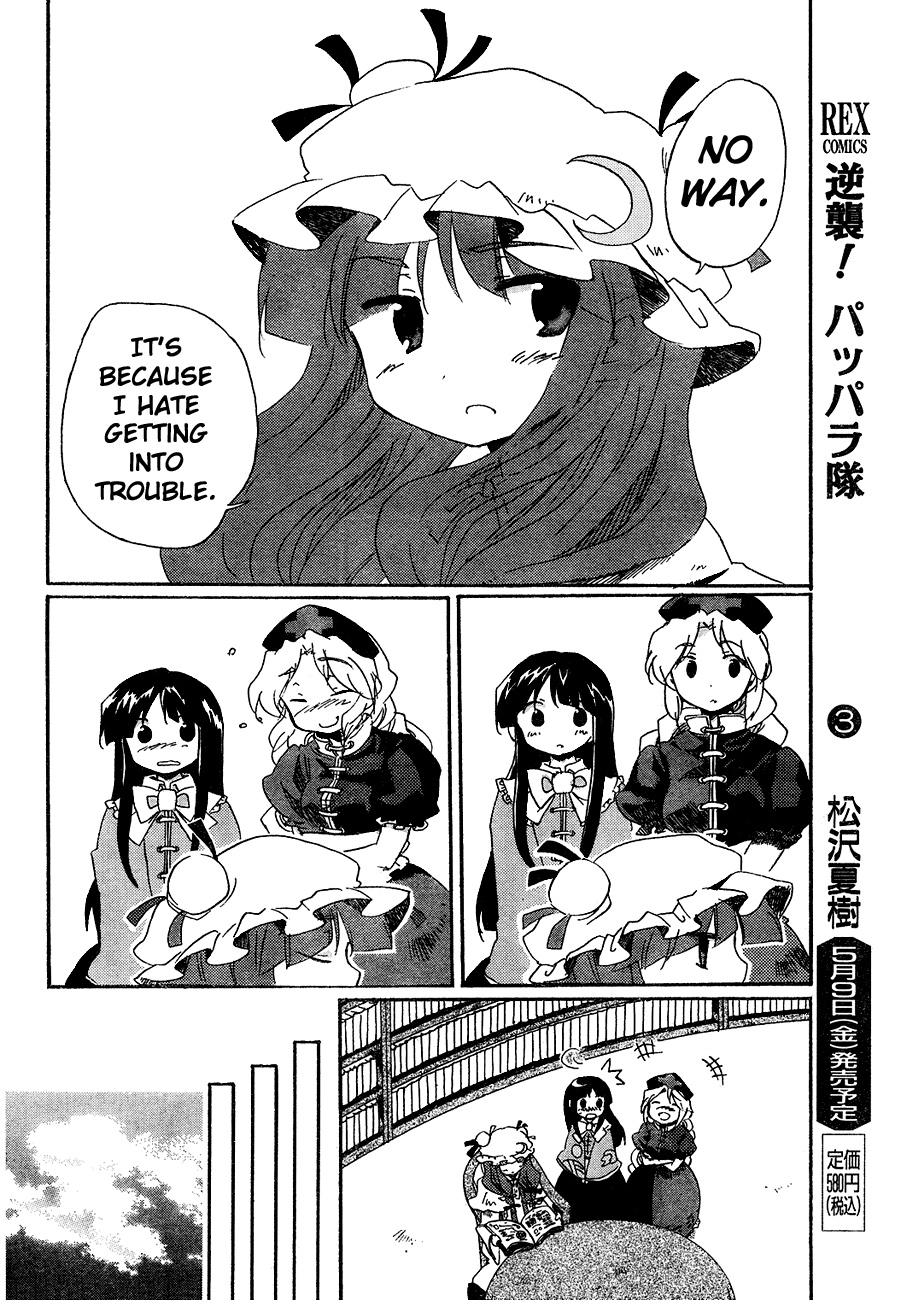 NO
WAY.
IT'S
BECAUSE
I HATE
GETTING
INTO
TROUBLE.
REX
COMICS
逆襲！パッパラ隊
❸
松沢夏樹
5月9日(金)発売予定
定価
580円
(税込)